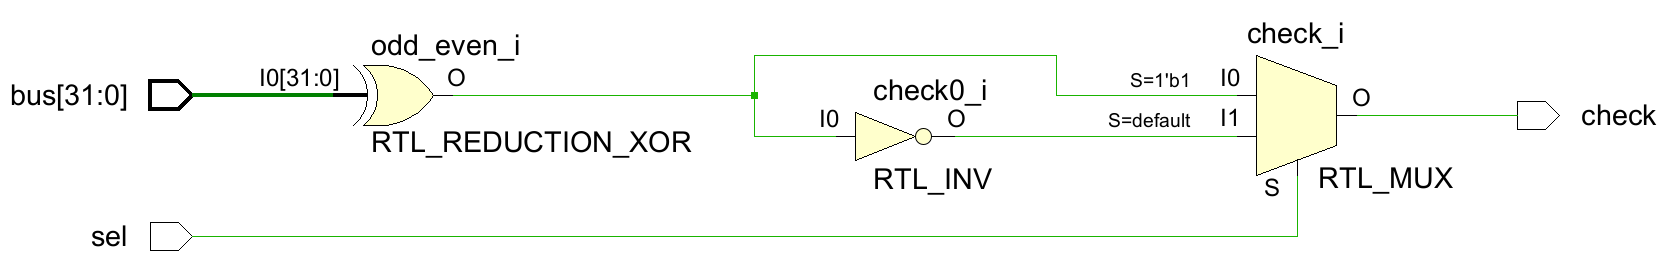 odd_even_i
check_i
bus[31:0]
I0[31:0]
O
S=1'b1
I0
check0_i
O
check
I0
O
S=default
I1
RTL_REDUCTION_XOR
RTL_INV
S
RTL_MUX
sel